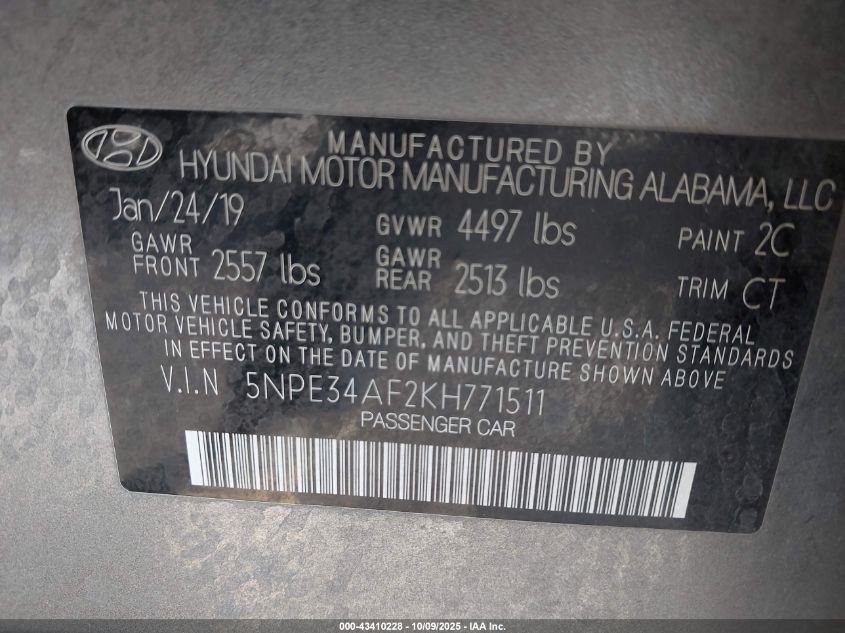 MANUFACTURED BY
HYUNDAI MOTOR MANUFACTURING ALABAMA, LLC
Jan/24/19 GVWR 4497 lbs PAINT 2C
GAWR FRONT 2557 lbs GAWR REAR 2513 lbs TRIM CT
THIS VEHICLE CONFORMS TO ALL APPLICABLE U.S.A. FEDERAL
MOTOR VEHICLE SAFETY, BUMPER, AND THEFT PREVENTION STANDARDS
IN EFFECT ON THE DATE OF MANUFACTURE SHOWN ABOVE
V.I.N 5NPE34AF2KH771511
PASSENGER CAR
000-43410228 - 10/09/2025 - IAA Inc.